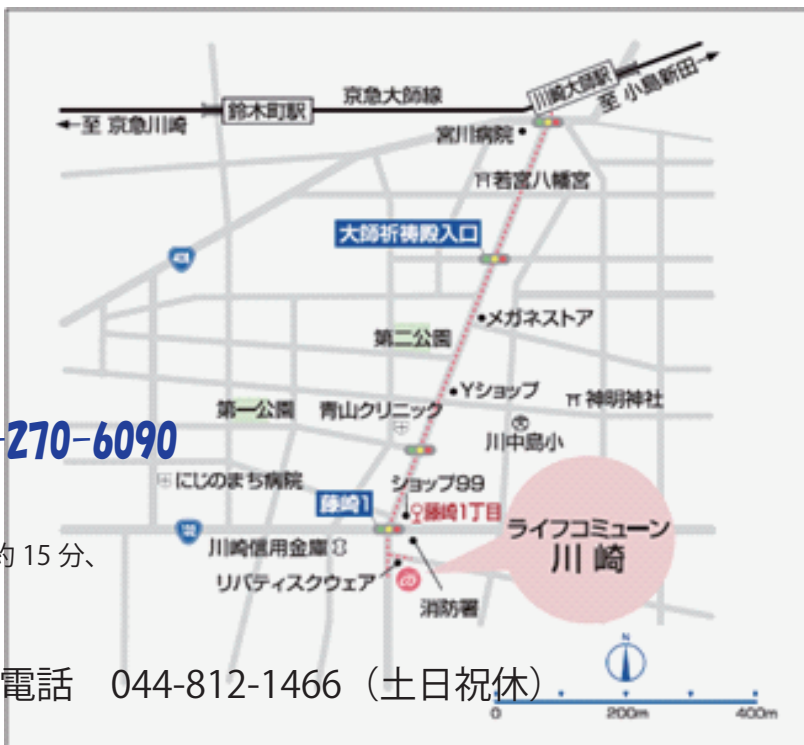 京急大師線
川崎大師駅
至 小島新田
鈴木町駅
←至 京急川崎
宮川病院
若宮八幡宮
大師祈祷殿入口
409
メガネストア
第二公園
Yショップ
神明神社
第一公園
青山クリニック
川中島小
-270-6090
にじのまち病院
ショップ99
藤崎1
藤崎1丁目
ライフコミューン
川崎
川崎信用金庫
約 15 分、
リバティスクウェア
消防署
N
電話　044-812-1466（土日祝休）
0 200m 400m